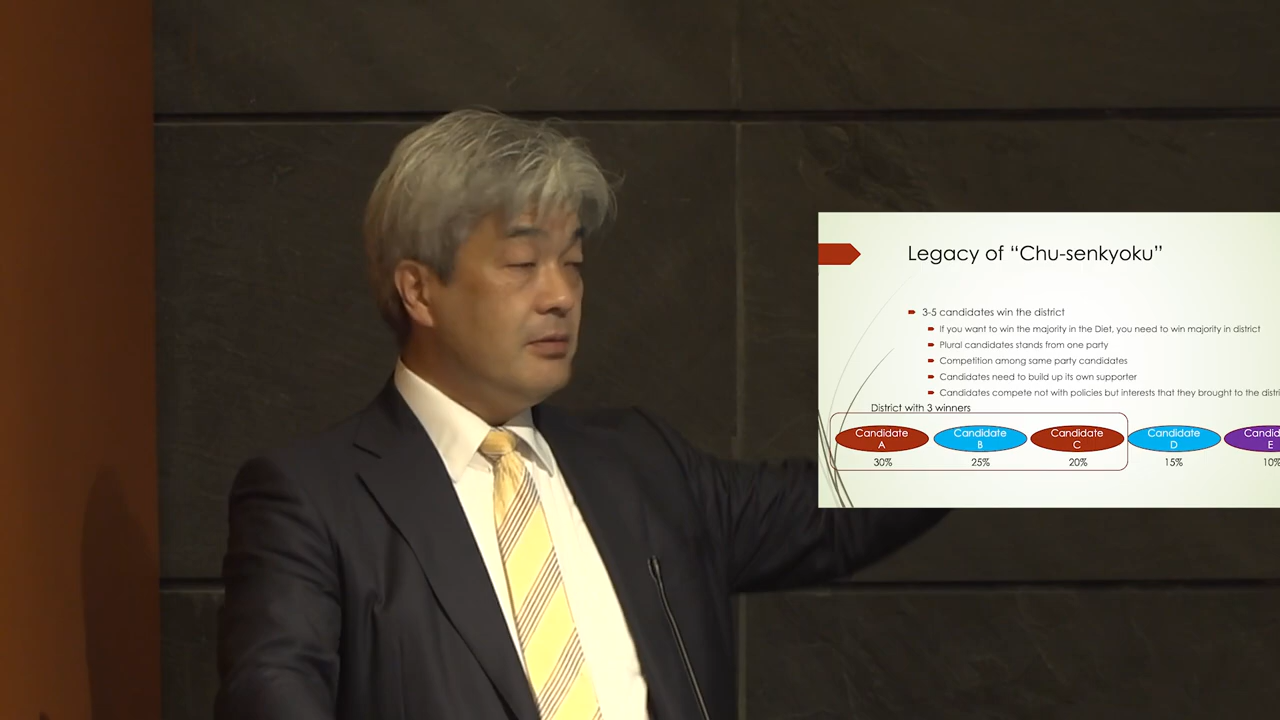 Legacy of “Chu-senkyoku”
3-5 candidates win the district
If you want to win the majority in the Diet, you need to win majority in district
Plural candidates stands from one party
Competition among same party candidates
Candidates need to build up its own supporter
Candidates compete not with policies but interests that they brought to the
District with 3 winners
Candidate A
Candidate B
Candidate C
Candidate D
E
30%
25%
20%
15%
10%